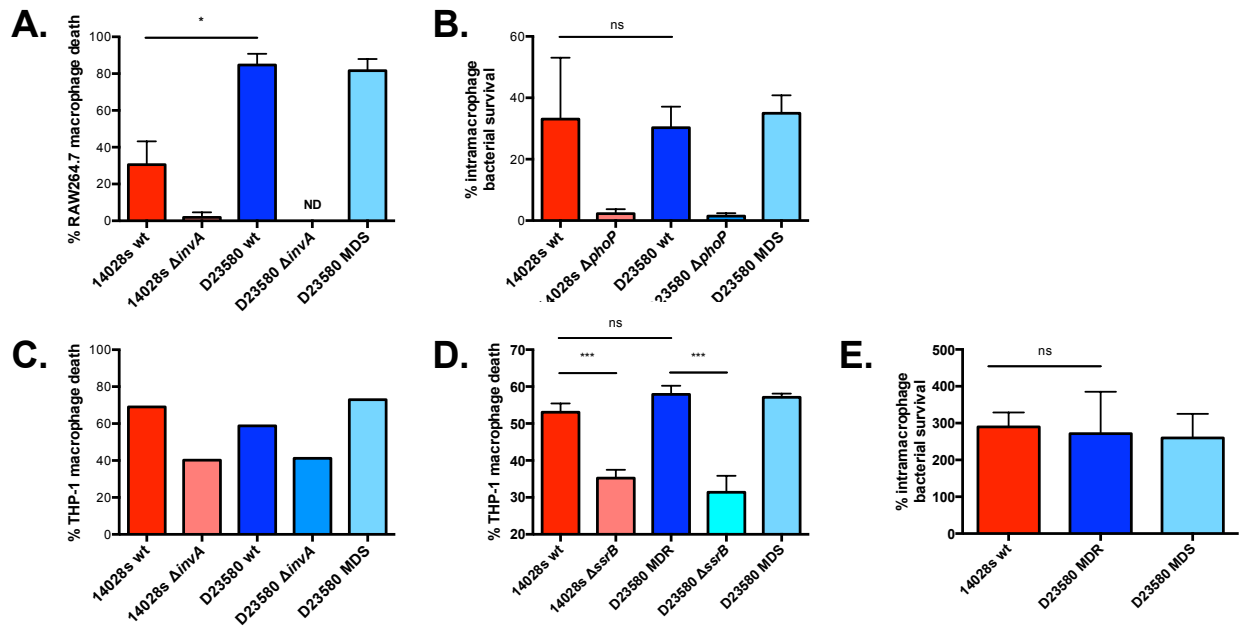 A.
% RAW264.7 macrophage death
100
80
60
40
20
0
*
ND
14028s wt
14028s ΔinvA
D23580 wt
D23580 ΔinvA
D23580 MDS
B.
% intramacrophage
bacterial survival
60
40
20
0
ns
14028s wt
14028s ΔphoP
D23580 wt
D23580 ΔphoP
D23580 MDS
C.
% THP-1 macrophage death
100
80
60
40
20
0
14028s wt
14028s ΔinvA
D23580 wt
D23580 ΔinvA
D23580 MDS
D.
% THP-1 macrophage death
70
60
50
40
30
20
ns
***
***
14028s wt
14028s ΔssrB
D23580 MDR
D23580 ΔssrB
D23580 MDS
E.
% intramacrophage
bacterial survival
500
400
300
200
100
0
ns
14028s wt
D23580 MDR
D23580 MDS